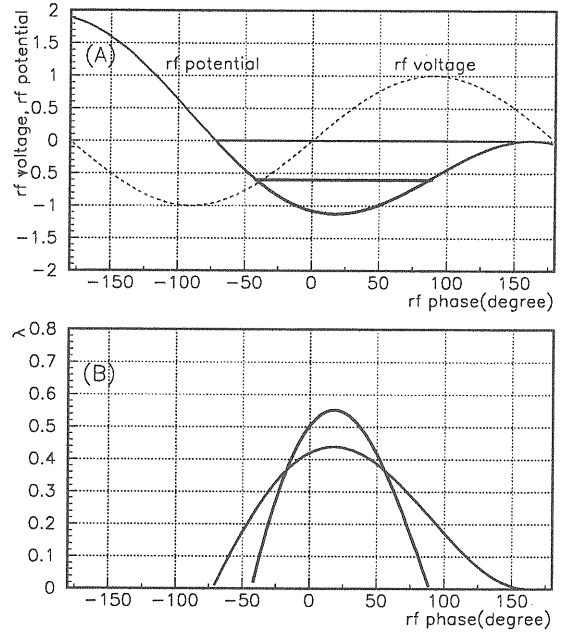 rf voltage, rf potential
2
1.5
1
0.5
0
−0.5
−1
−1.5
−2
(A)
rf potential
rf voltage
−150 −100 −50 0 50 100 150
rf phase(degree)
λ
0.8
0.7
0.6
0.5
0.4
0.3
0.2
0.1
0
(B)
−150 −100 −50 0 50 100 150
rf phase(degree)